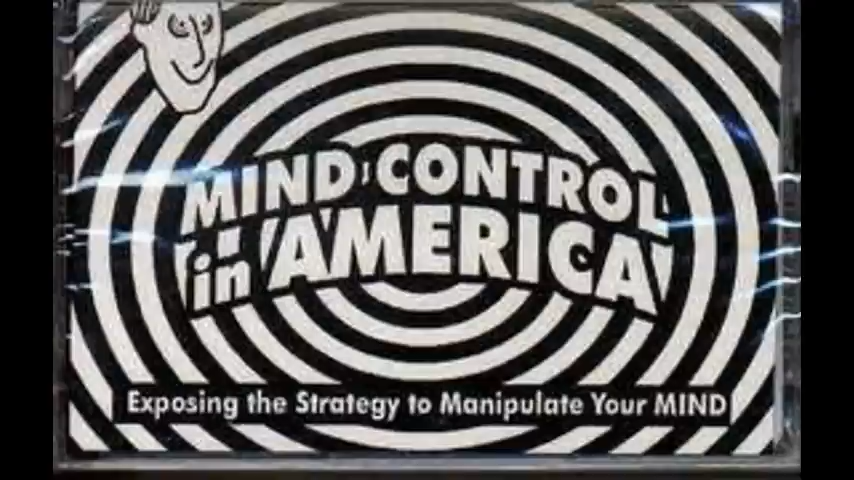 MIND CONTROL
in AMERICA
Exposing the Strategy to Manipulate Your MIND